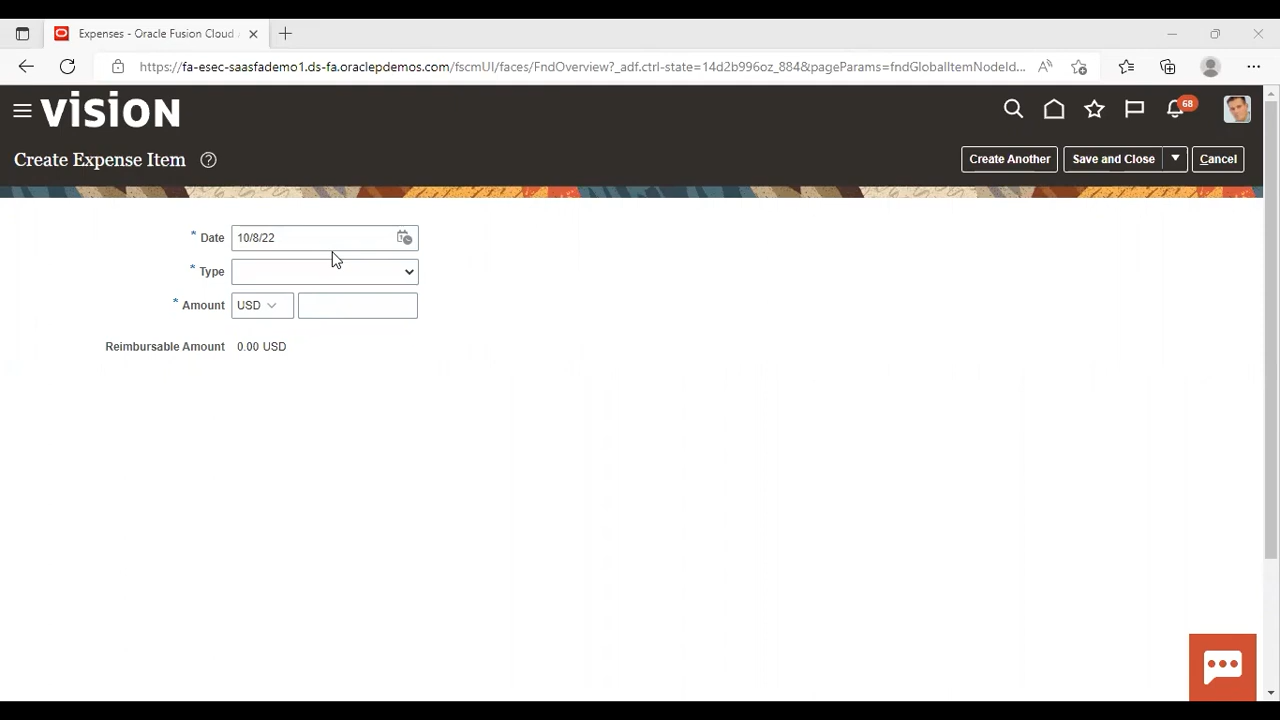 Expenses - Oracle Fusion Cloud
https://fa-esec-saasfademo1.ds-fa.oraclepdemos.com/fscmUI/faces/FndOverview?_adf.ctrl-state=14d2b996oz_884&pageParams=fndGlobalItemNodeId...
vision
68
Create Expense Item
Create Another
Save and Close
Cancel
* Date 10/8/22
* Type
* Amount USD
Reimbursable Amount 0.00 USD